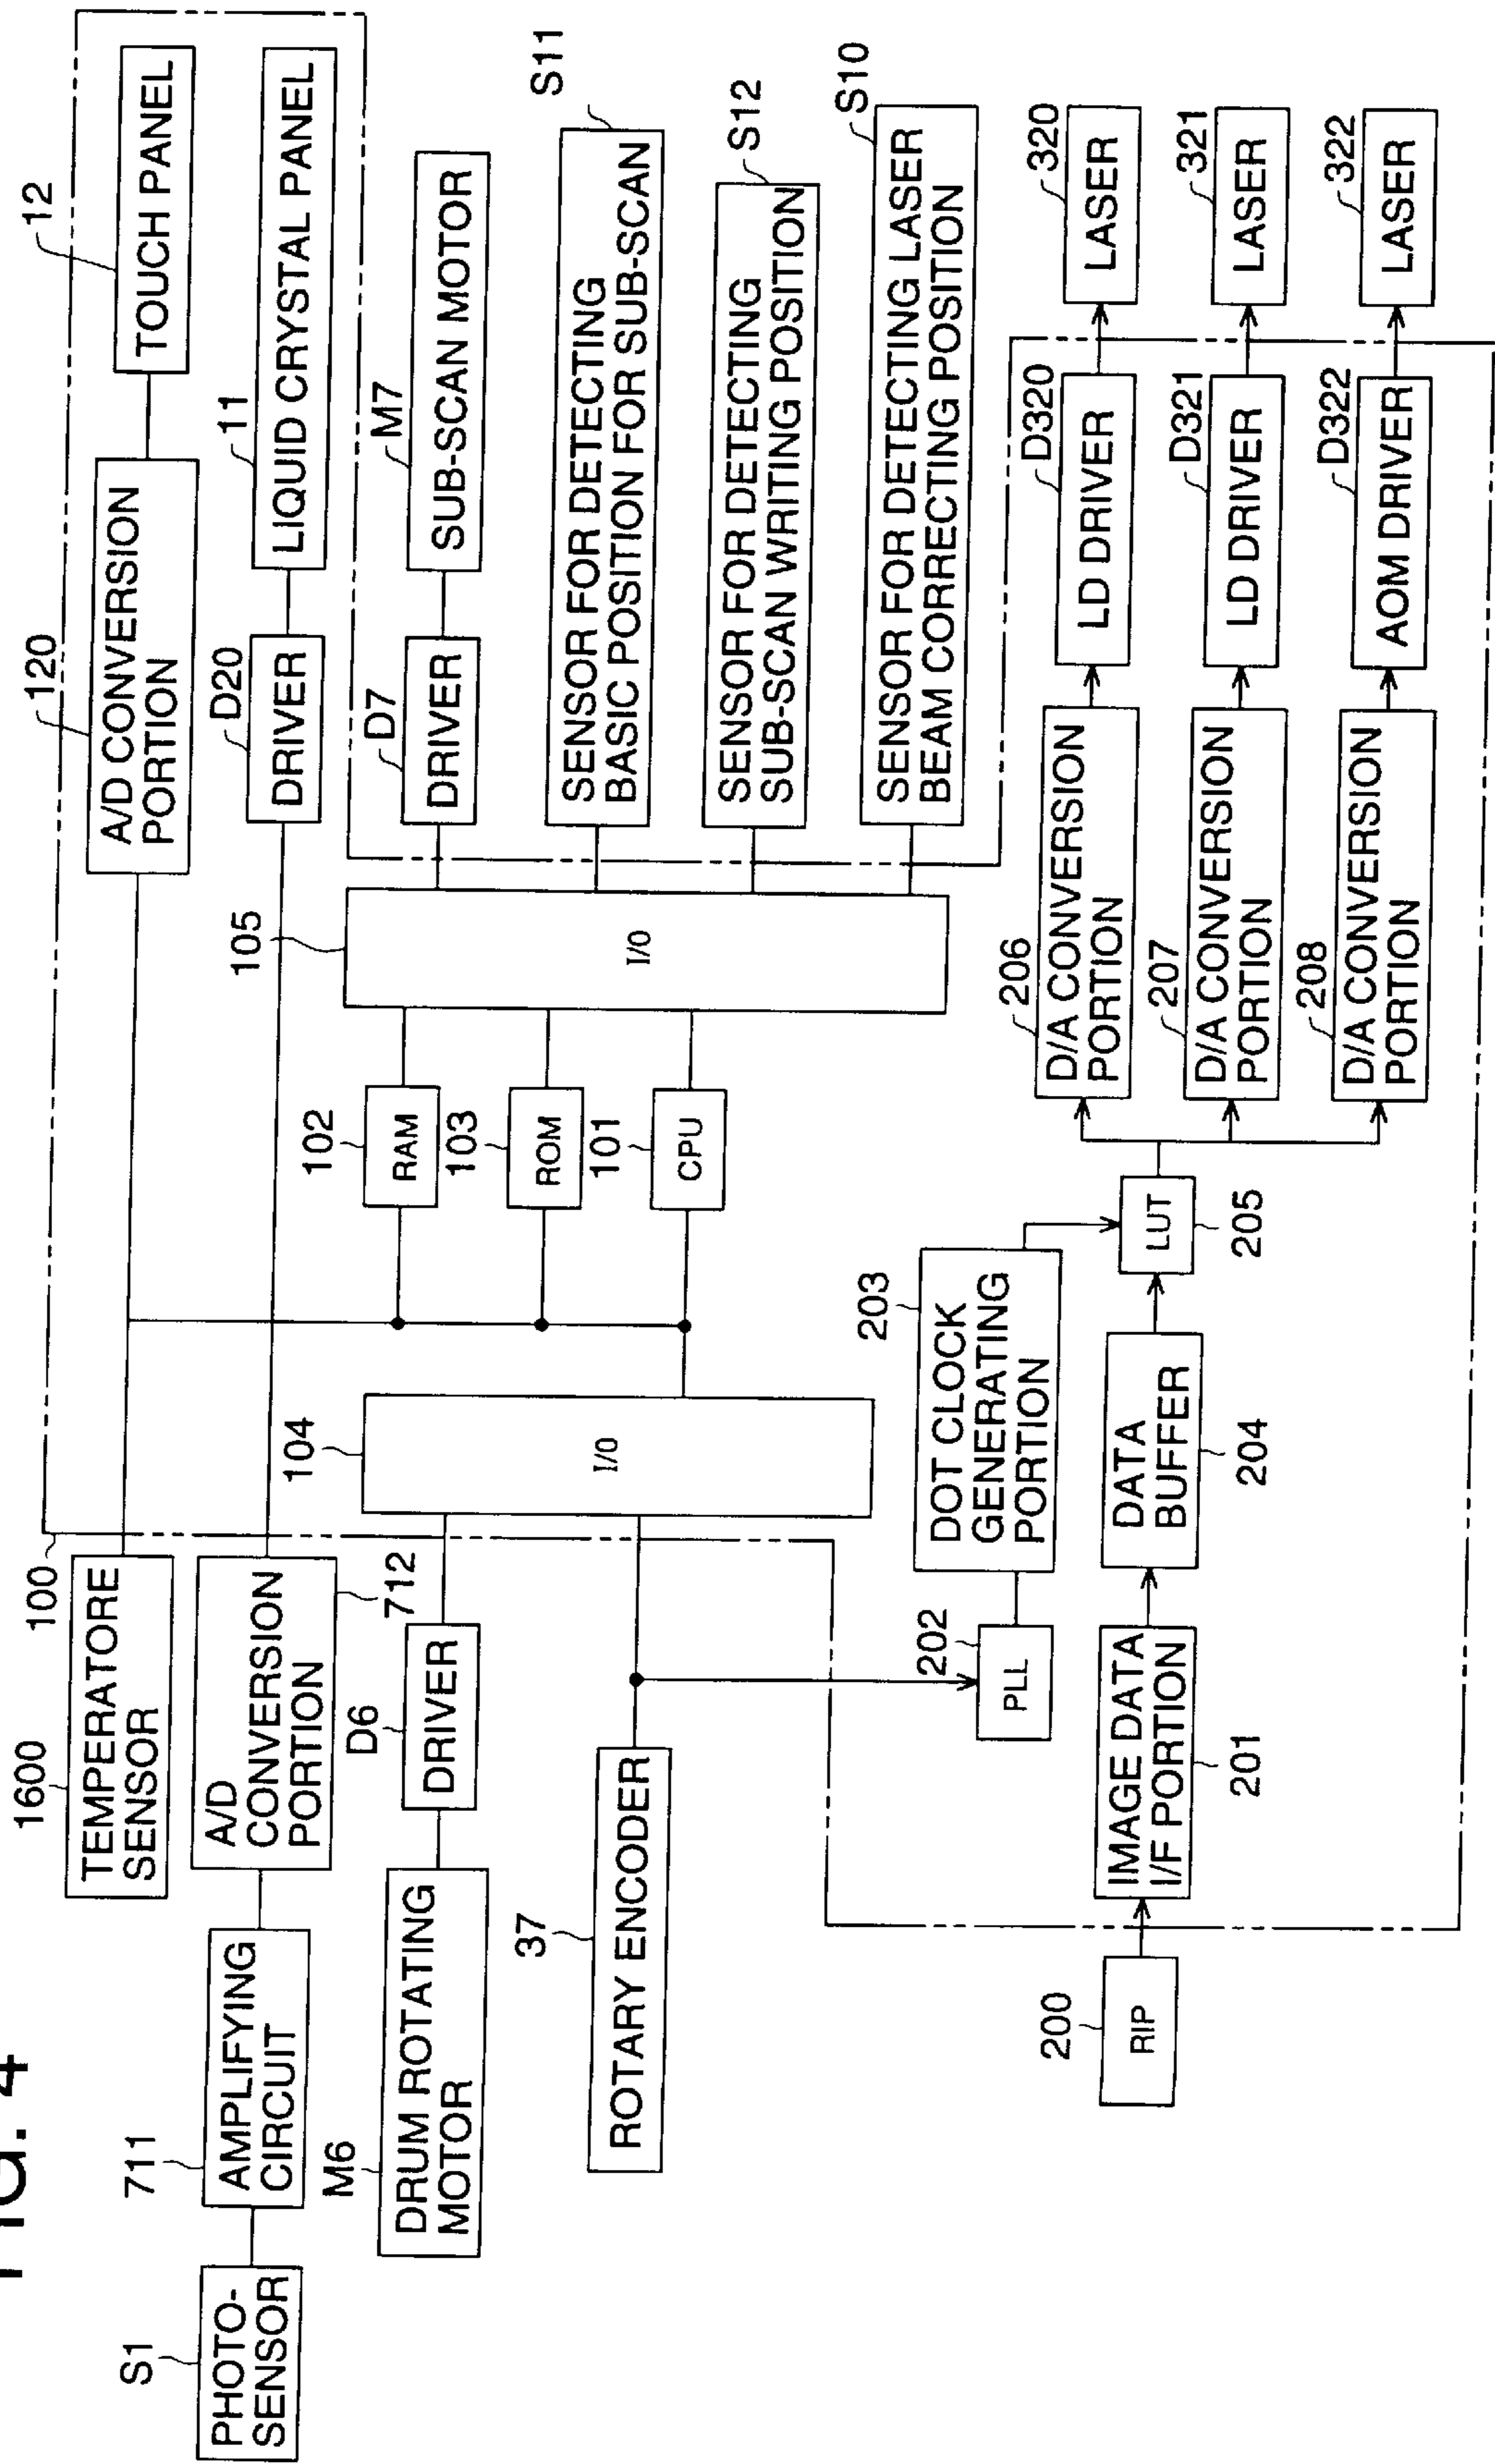 FIG. 4
1600
TEMPERATORE
SENSOR
100
120
A/D CONVERSION
PORTION
12
TOUCH PANEL
S1
PHOTO-
SENSOR
711
AMPLIFYING
CIRCUIT
A/D
CONVERSION
PORTION
712
D20
DRIVER
11
LIQUID CRYSTAL PANEL
M6
DRUM ROTATING
MOTOR
D6
DRIVER
104
I/O
102
RAM
103
ROM
101
CPU
105
I/O
D7
DRIVER
M7
SUB-SCAN MOTOR
SENSOR FOR DETECTING
BASIC POSITION FOR SUB-SCAN
S11
SENSOR FOR DETECTING
SUB-SCAN WRITING POSITION
S12
SENSOR FOR DETECTING LASER
BEAM CORRECTING POSITION
S10
37
ROTARY ENCODER
202
PLL
203
DOT CLOCK
GENERATING
PORTION
200
RIP
IMAGE DATA
I/F PORTION
201
DATA
BUFFER
204
LUT
205
206
D/A CONVERSION
PORTION
D320
LD DRIVER
320
LASER
207
D/A CONVERSION
PORTION
D321
LD DRIVER
321
LASER
208
D/A CONVERSION
PORTION
D322
AOM DRIVER
322
LASER